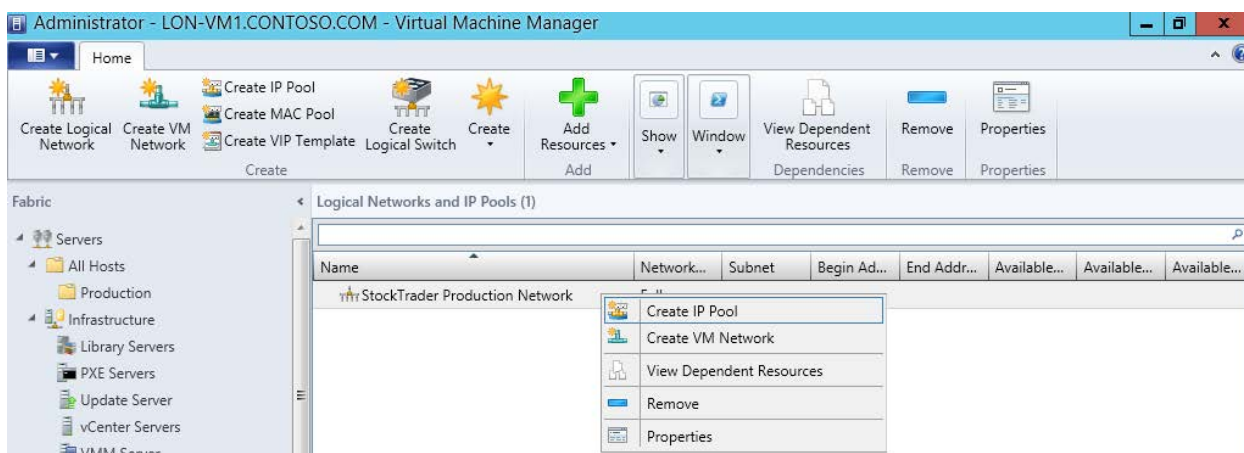 Administrator - LON-VM1.CONTOSO.COM - Virtual Machine Manager
Home
Create Logical Network
Create VM Network
Create IP Pool
Create MAC Pool
Create VIP Template
Create Logical Switch
Create
Add Resources
Show
Window
View Dependent Resources
Remove
Properties
Create
Add
Dependencies
Remove
Properties
Fabric
Logical Networks and IP Pools (1)
Servers
All Hosts
Production
Infrastructure
Library Servers
PXE Servers
Update Server
vCenter Servers
VMM Server
Name
Network...
Subnet
Begin Ad...
End Addr...
Available...
Available...
Available...
StockTrader Production Network
Create IP Pool
Create VM Network
View Dependent Resources
Remove
Properties